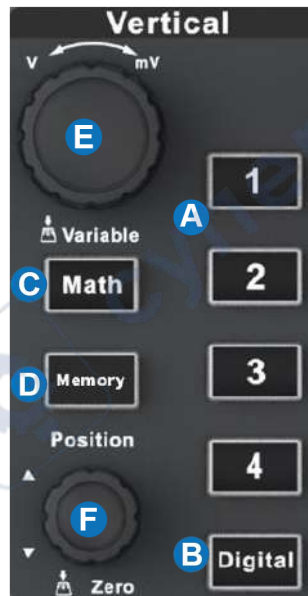 Vertical
V mV
E
1
A
Variable
C Math
2
D Memory
3
Position
4
F
B Digital
Zero